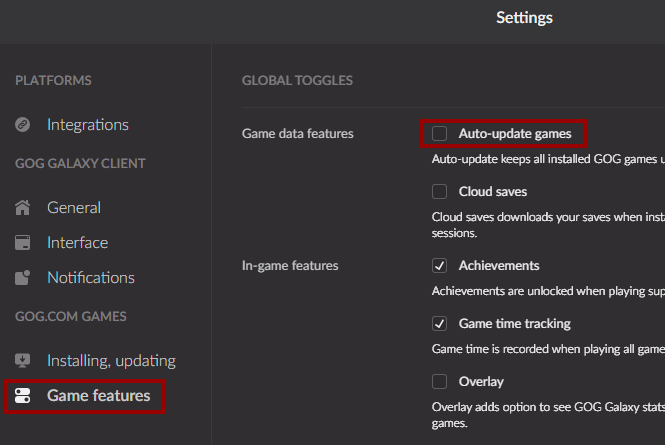 Settings
PLATFORMS
Integrations
GOG GALAXY CLIENT
General
Interface
Notifications
GOG.COM GAMES
Installing, updating
Game features
GLOBAL TOGGLES
Game data features
Auto-update games
Auto-update keeps all installed GOG games
Cloud saves
Cloud saves downloads your saves when
sessions.
In-game features
Achievements
Achievements are unlocked when playing
Game time tracking
Game time is recorded when playing all
Overlay
Overlay adds option to see GOG Galaxy stats
games.